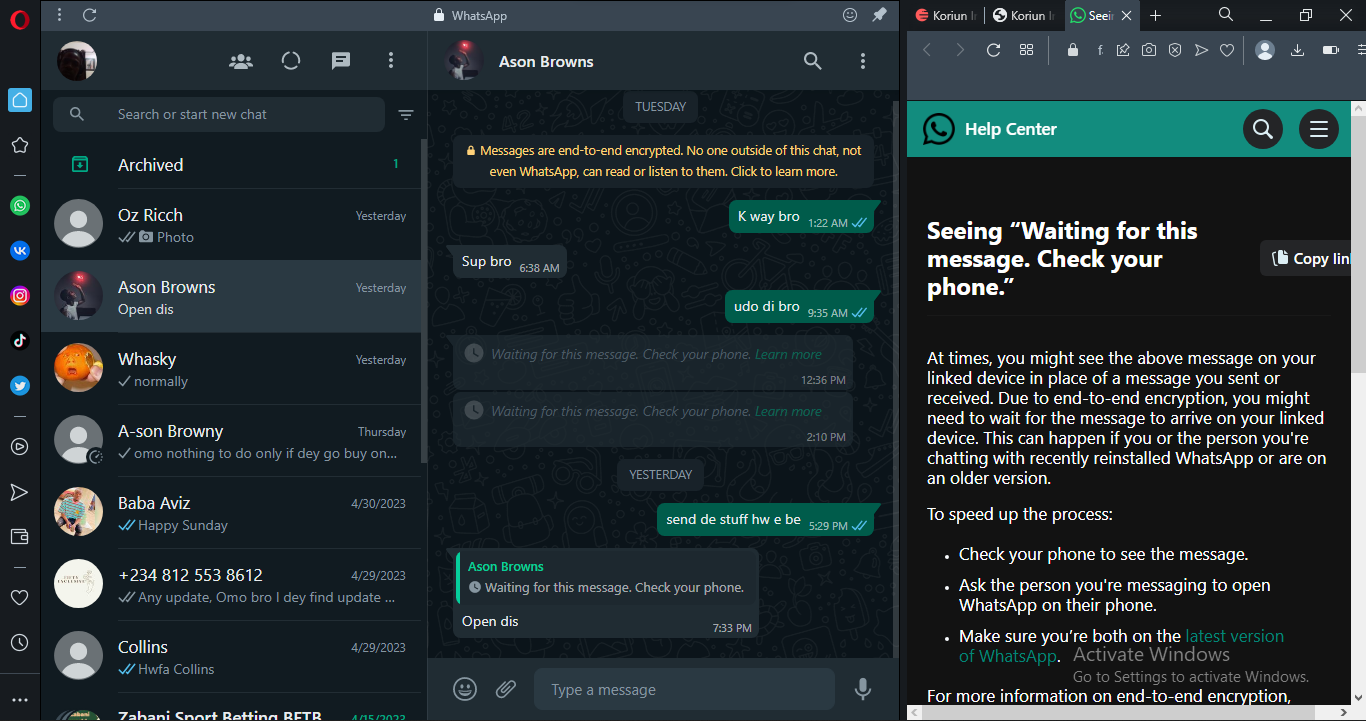 WhatsApp
Search or start new chat
Archived 1
Oz Ricch Yesterday
Photo
Ason Browns Yesterday
Open dis
Whasky Yesterday
normally
A-son Browny Thursday
omo nothing to do only if dey go buy on...
Baba Aviz 4/30/2023
Happy Sunday
+234 812 553 8612 4/29/2023
Any update, Omo bro I dey find update ...
Collins 4/29/2023
Hwfa Collins
Zabani Sport Betting BETB 4/15/2023
Ason Browns
TUESDAY
Messages are end-to-end encrypted. No one outside of this chat, not
even WhatsApp, can read or listen to them. Click to learn more.
K way bro 1:22 AM
Sup bro 6:38 AM
udo di bro 9:35 AM
Waiting for this message. Check your phone. Learn more
12:36 PM
Waiting for this message. Check your phone. Learn more
2:10 PM
YESTERDAY
send de stuff hw e be 5:29 PM
Ason Browns
Waiting for this message. Check your phone.
Open dis
7:33 PM
Type a message
Koriun In Koriun In Seein
Help Center
Seeing “Waiting for this
message. Check your
phone.”
Copy lin
At times, you might see the above message on your
linked device in place of a message you sent or
received. Due to end-to-end encryption, you might
need to wait for the message to arrive on your linked
device. This can happen if you or the person you're
chatting with recently reinstalled WhatsApp or are on
an older version.
To speed up the process:
• Check your phone to see the message.
• Ask the person you're messaging to open
WhatsApp on their phone.
• Make sure you’re both on the latest version
of WhatsApp.
Activate Windows
Go to Settings to activate Windows.
For more information on end-to-end encryption,